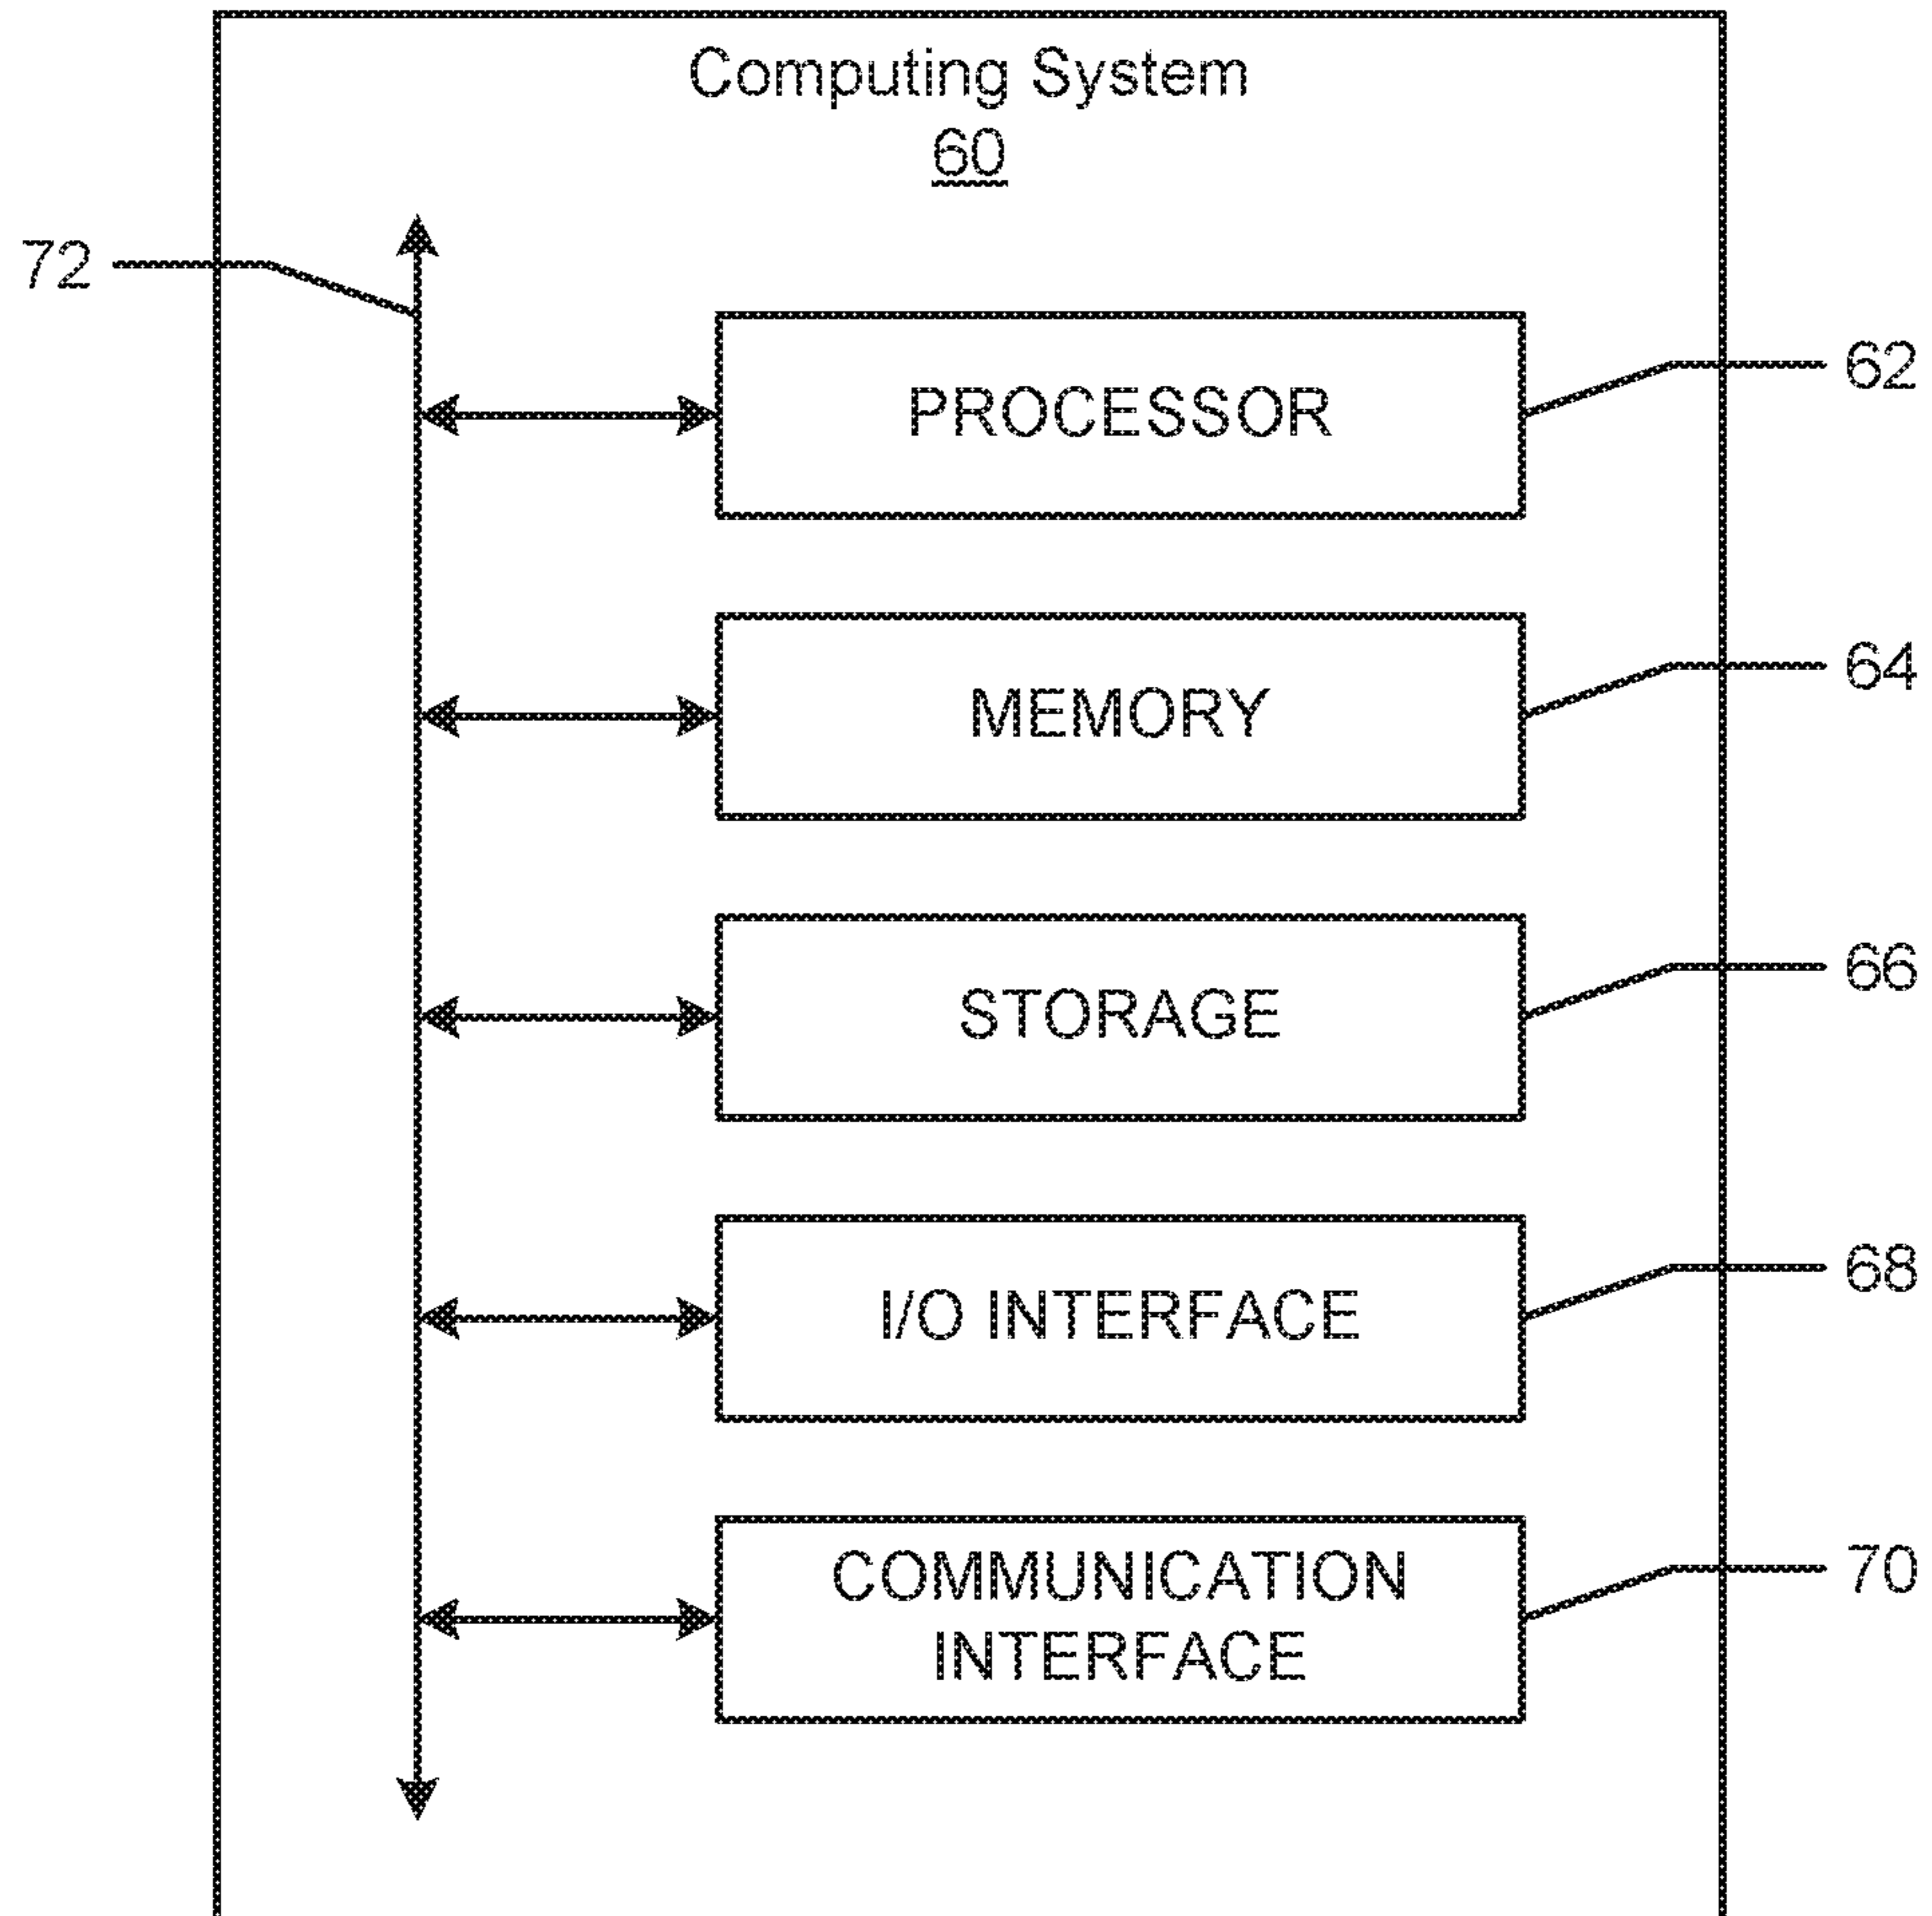 Computing System
60
72
PROCESSOR
62
MEMORY
64
STORAGE
66
I/O INTERFACE
68
COMMUNICATION
INTERFACE
70